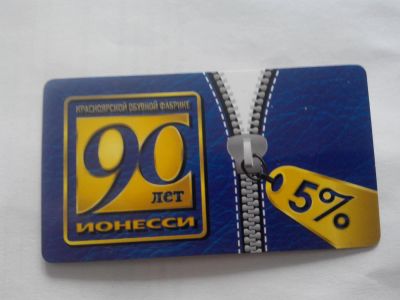 КРАСНОЯРСКОЙ ОБУВНОЙ ФАБРИКЕ
90
лет
ИОНЕССИ
5%